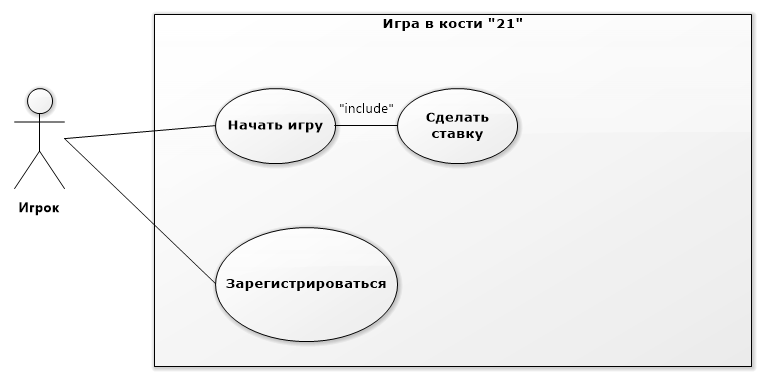 Игра в кости "21"
Начать игру
"include"
Сделать
ставку
Игрок
Зарегистрироваться